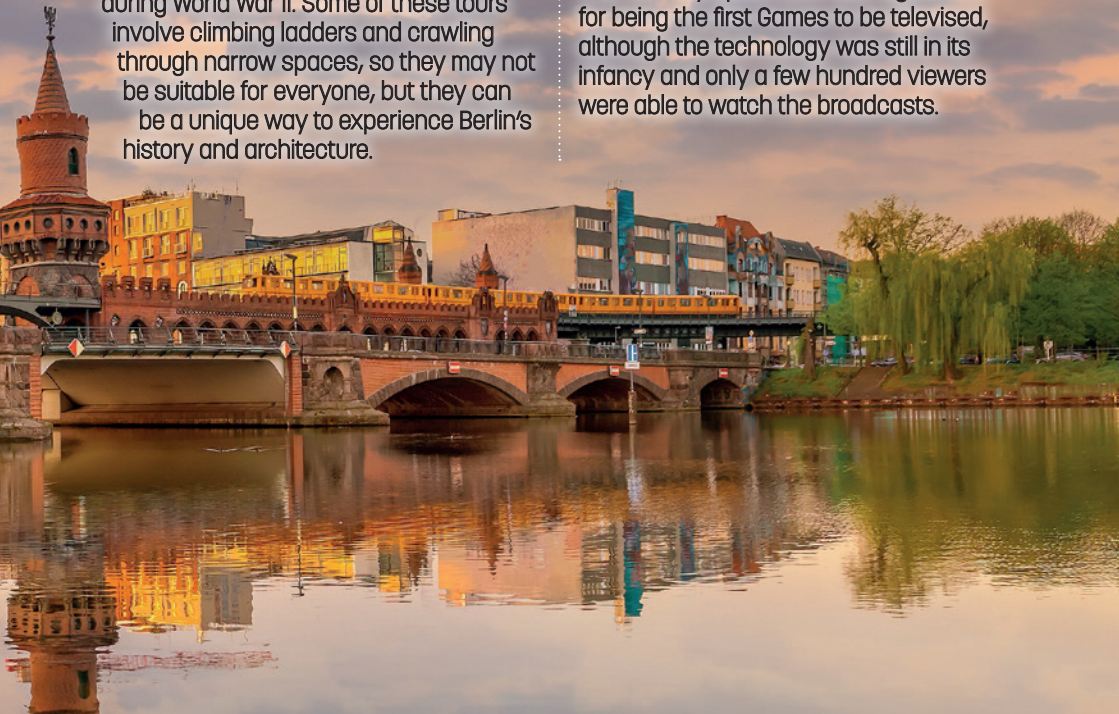 during World War II. Some of these tours
involve climbing ladders and crawling
through narrow spaces, so they may not
be suitable for everyone, but they can
be a unique way to experience Berlin’s
history and architecture.
for being the first Games to be televised,
although the technology was still in its
infancy and only a few hundred viewers
were able to watch the broadcasts.